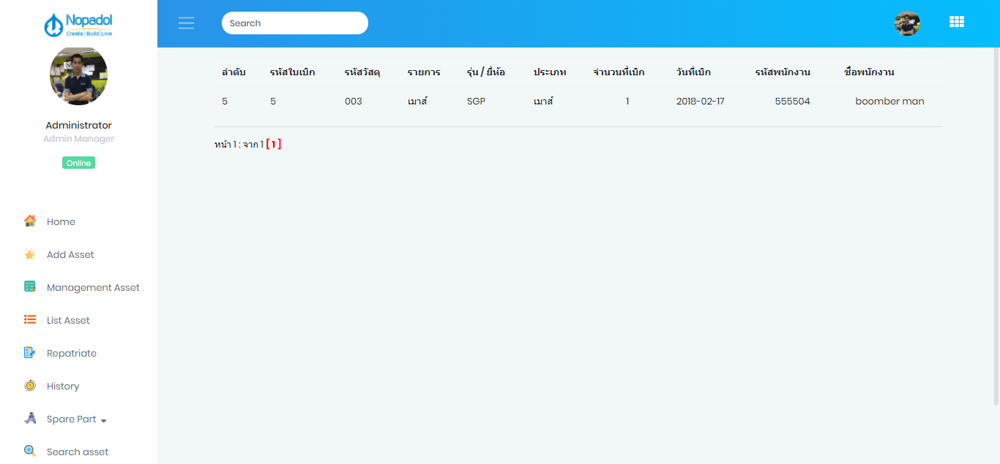 Nopadol
Create|Build|Live
Search
Administrator
Admin Manager
Online
Home
Add Asset
Management Asset
List Asset
Repatriate
History
Spare Part
Search asset
ลำดับ รหัสใบเบิก รหัสวัสดุ รายการ รุ่น / ยี่ห้อ ประเภท จำนวนที่เบิก วันที่เบิก รหัสพนักงาน ชื่อพนักงาน
5 5 003 เมาส์ SGP เมาส์ 1 2018-02-17 555504 boomber man
หน้า 1 : จาก 1 [ 1 ]